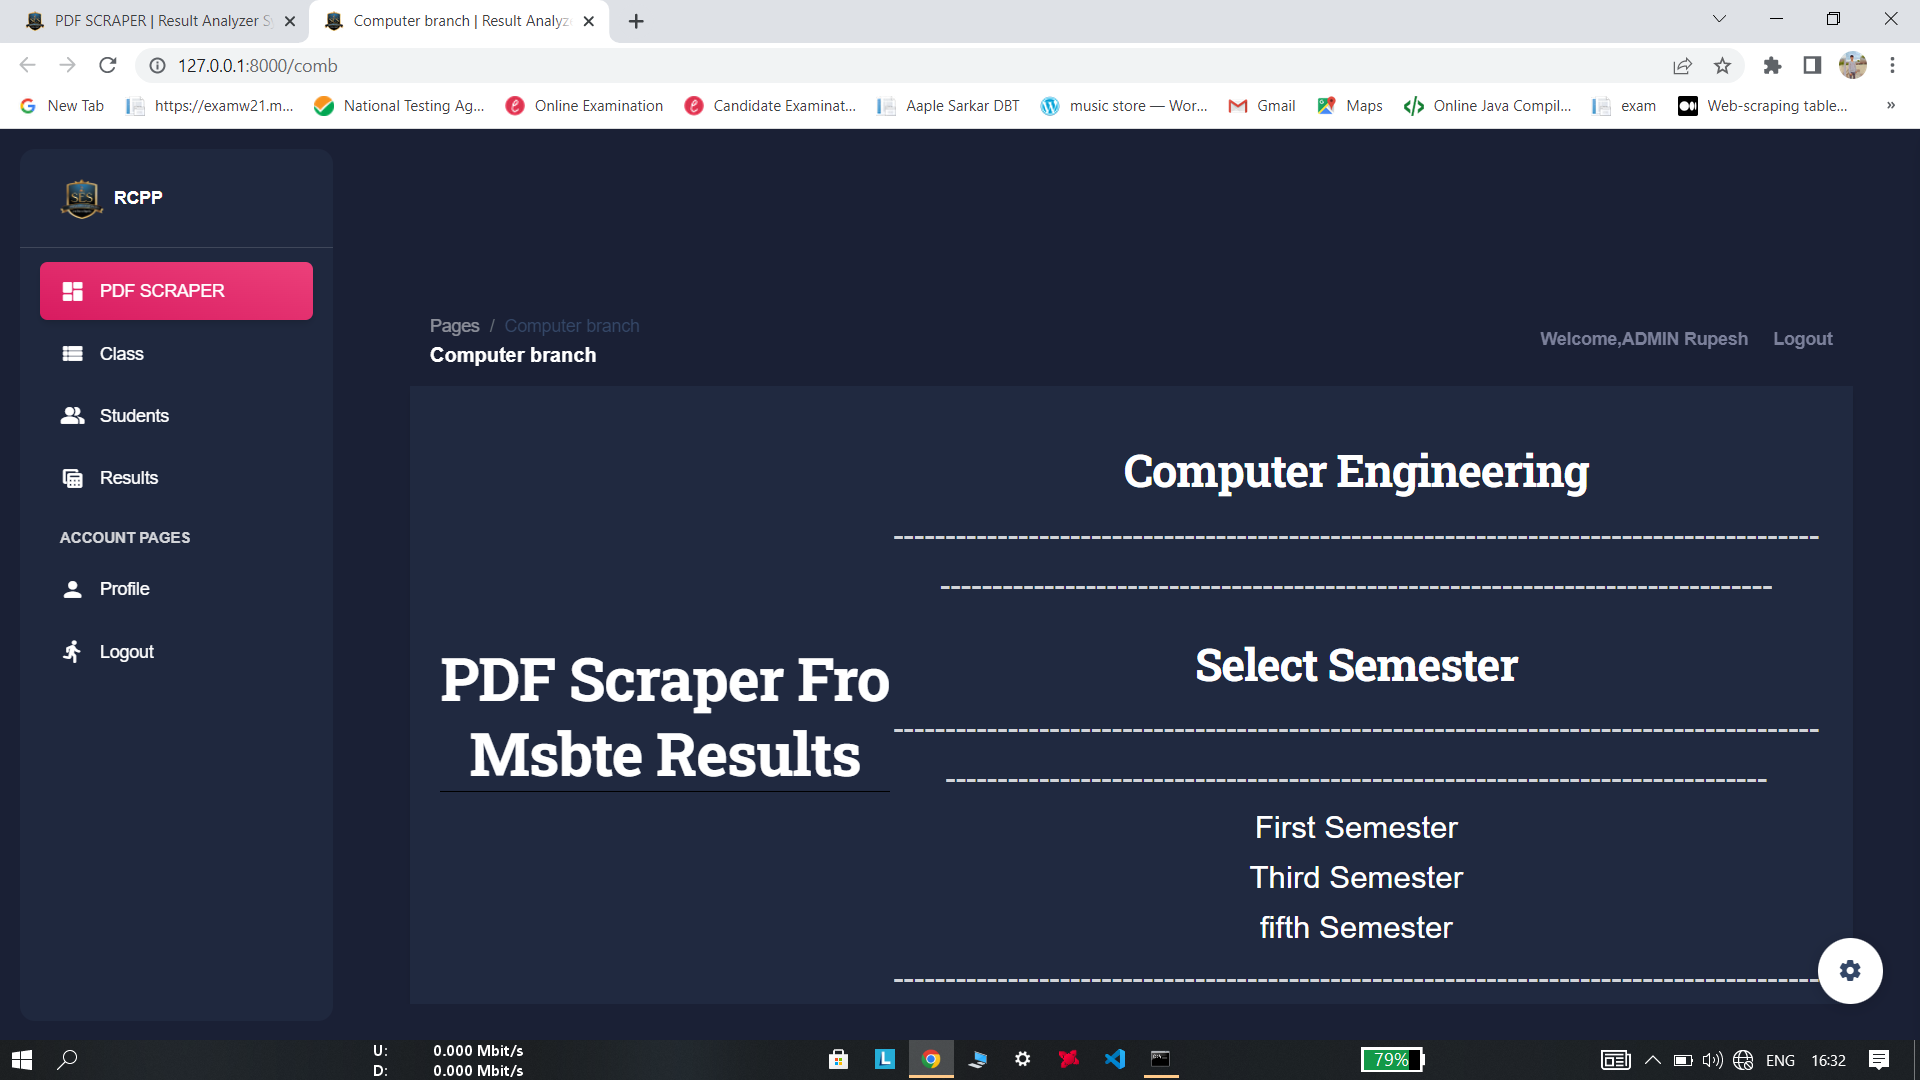 PDF SCRAPER | Result Analyzer S
Computer branch | Result Analyz
127.0.0.1:8000/comb
New Tab
https://examw21.m...
National Testing Ag...
Online Examination
Candidate Examinat...
Aaple Sarkar DBT
music store — Wor...
Gmail
Maps
Online Java Compil...
exam
Web-scraping table...
»
SES
RCPP
PDF SCRAPER
Class
Students
Results
ACCOUNT PAGES
Profile
Logout
Pages / Computer branch
Computer branch
Welcome,ADMIN Rupesh
Logout
PDF Scraper Fro
Msbte Results
Computer Engineering
Select Semester
First Semester
Third Semester
fifth Semester
U: 0.000 Mbit/s
D: 0.000 Mbit/s
L
79%
ENG
16:32